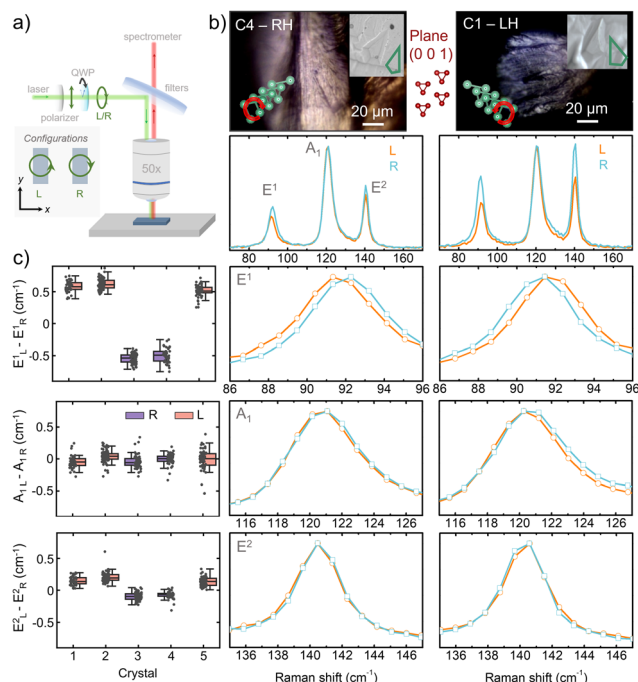 a)
spectrometer
laser
QWP
polarizer
L/R
filters
Configurations
L
R
y
x
50x
b)
C4 – RH
20 µm
Plane
(0 0 1)
C1 – LH
20 µm
A1
E1
E2
L
R
80 100 120 140 160
L
R
80 100 120 140 160
c)
E1L - E1R (cm-1)
0.5
0
-0.5
E1
86 88 90 92 94 96
86 88 90 92 94 96
A1 L - A1 R (cm-1)
0.5
0
-0.5
R
L
A1
116 118 120 122 124 126
116 118 120 122 124 126
E2L - E2R (cm-1)
0.5
0
-0.5
1 2 3 4 5
Crystal
E2
136 138 140 142 144 146
Raman shift (cm-1)
136 138 140 142 144 146
Raman shift (cm-1)